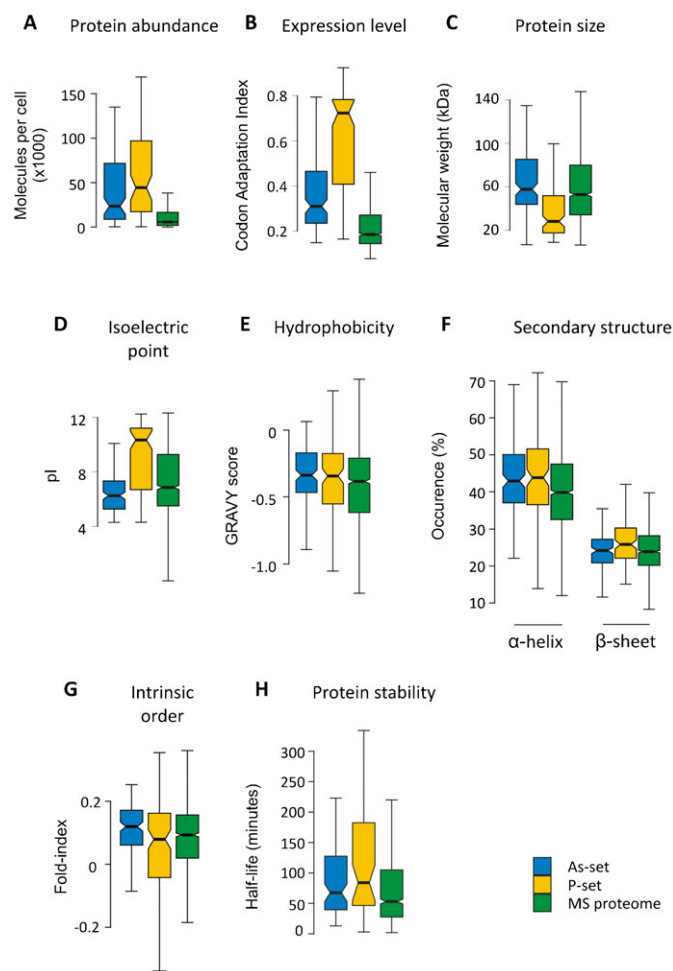 A Protein abundance
Molecules per cell
(x1000)
150
100
50
0
B Expression level
Codon Adaptation Index
0.8
0.6
0.4
0.2
C Protein size
Molecular weight (kDa)
140
100
60
20
D Isoelectric
point
pI
12
8
4
E Hydrophobicity
GRAVY score
0
-0.5
-1.0
F Secondary structure
Occurence (%)
70
60
50
40
30
20
10
α-helix β-sheet
G Intrinsic
order
Fold-index
0.2
0
-0.2
H Protein stability
Half-life (minutes)
300
250
200
150
100
50
0
As-set
P-set
MS proteome